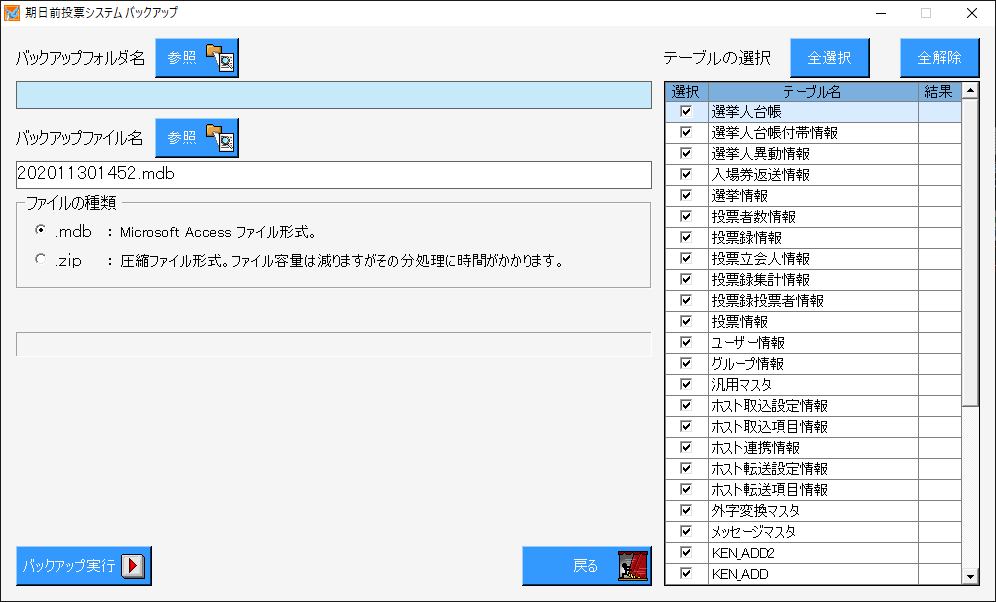 期日前投票システム バックアップ
バックアップフォルダ名 参照
バックアップファイル名 参照
202011301452.mdb
ファイルの種類
.mdb : Microsoft Access ファイル形式。
.zip : 圧縮ファイル形式。ファイル容量は減りますがその分処理に時間がかかります。
バックアップ実行
戻る
テーブルの選択 全選択 全解除
選択 テーブル名 結果
選挙人台帳
選挙人台帳付帯情報
選挙人異動情報
入場券返送情報
選挙情報
投票者数情報
投票録情報
投票立会人情報
投票録集計情報
投票録投票者情報
投票情報
ユーザー情報
グループ情報
汎用マスタ
ホスト取込設定情報
ホスト取込項目情報
ホスト連携情報
ホスト転送設定情報
ホスト転送項目情報
外字変換マスタ
メッセージマスタ
KEN_ADD2
KEN_ADD